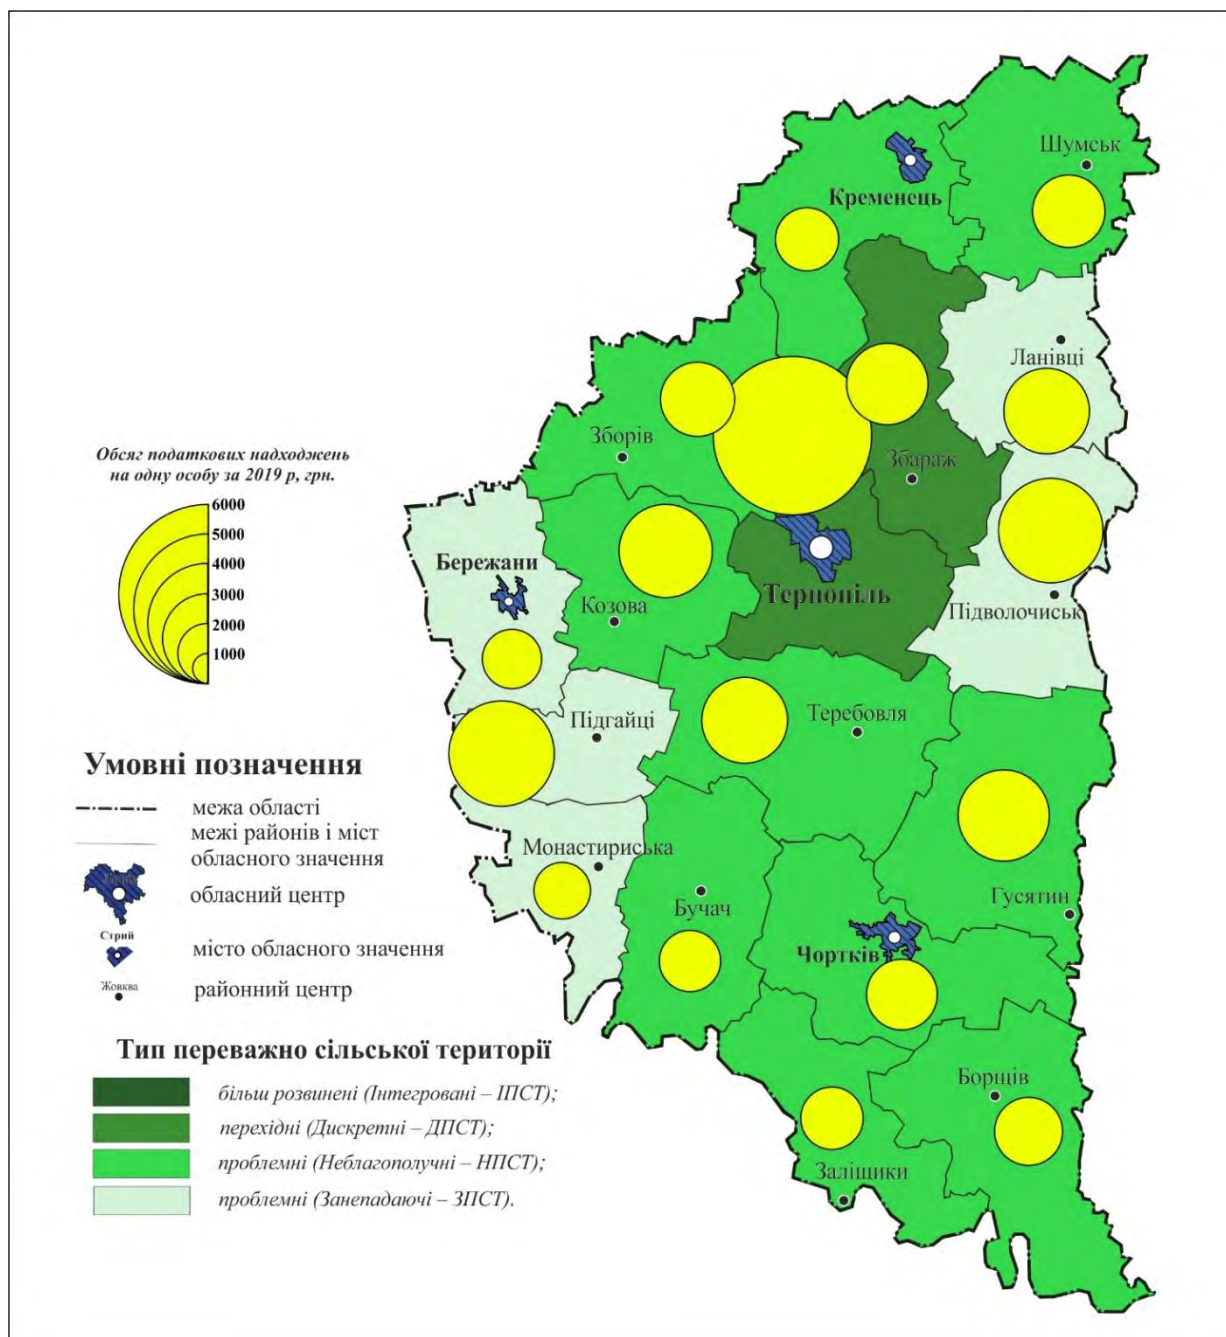 Шумськ
Кременець
Ланівці
Зборів
Збараж
Обсяг податкових надходжень
на одну особу за 2019 р, грн.
6000
5000
4000
3000
2000
1000
Бережани
Козова
Тернопіль
Підволочиськ
Підгайці
Теребовля
Монастириська
Бучач
Гусятин
Чортків
Борщів
Заліщики
Умовні позначення
межа області
межі районів і міст
обласного значення
обласний центр
Стрий
місто обласного значення
Жовква
районний центр
Тип переважно сільської території
більш розвинені (Інтегровані – ІПСТ);
перехідні (Дискретні – ДПСТ);
проблемні (Неблагополучні – НПСТ);
проблемні (Занепадаючі – ЗПСТ).